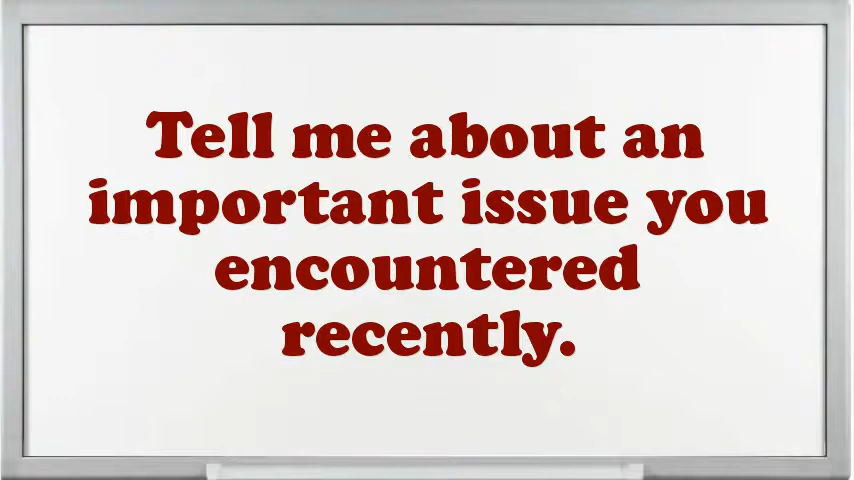 Tell me about an
important issue you
encountered
recently.